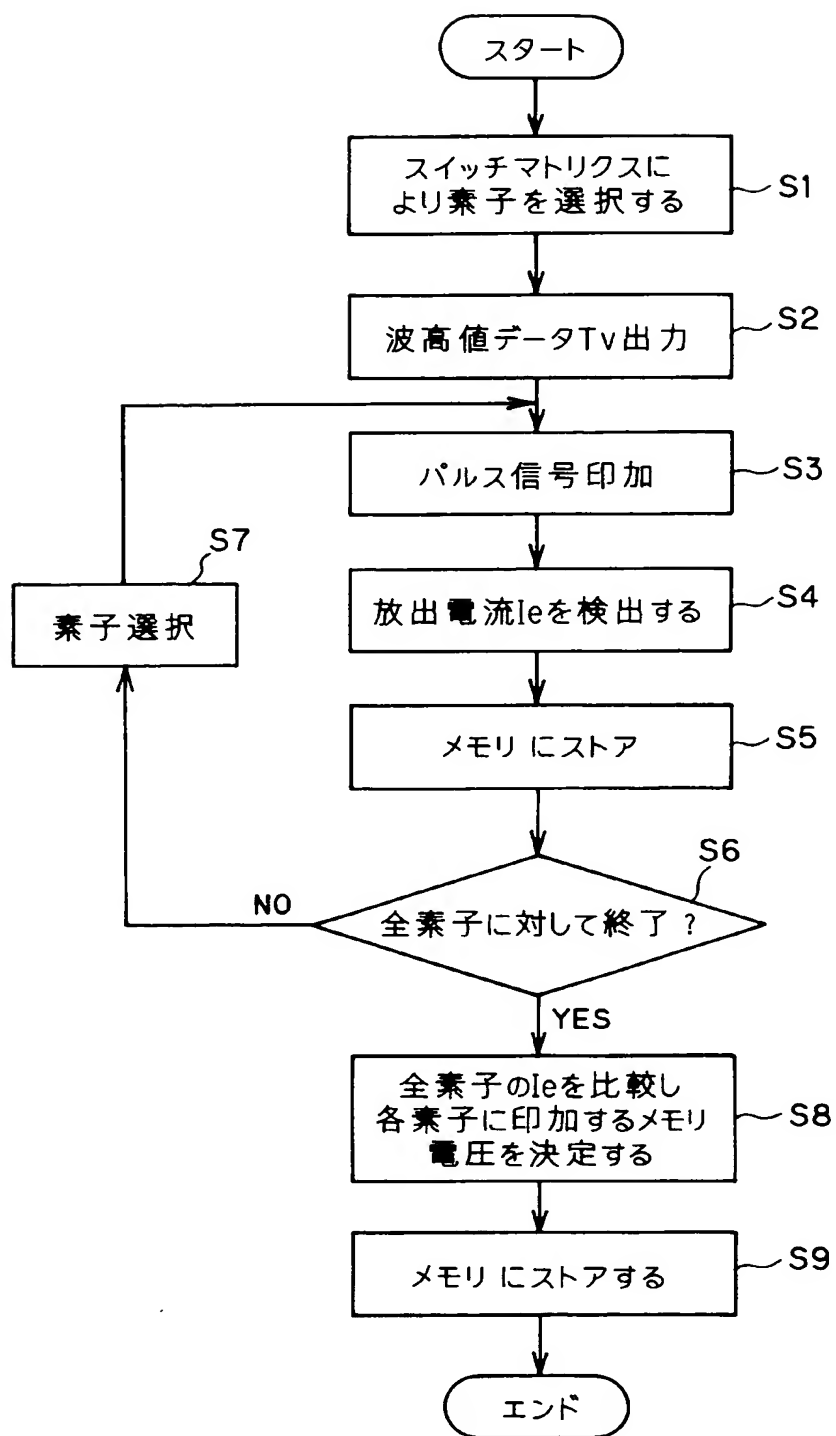 スタート
スイッチマトリクスに
より素子を選択する
S1
波高値データTv出力
S2
パルス信号印加
S3
S7
素子選択
放出電流Ieを検出する
S4
メモリにストア
S5
S6
全素子に対して終了?
NO
YES
全素子のIeを比較し
各素子に印加するメモリ
電圧を決定する
S8
メモリにストアする
S9
エンド